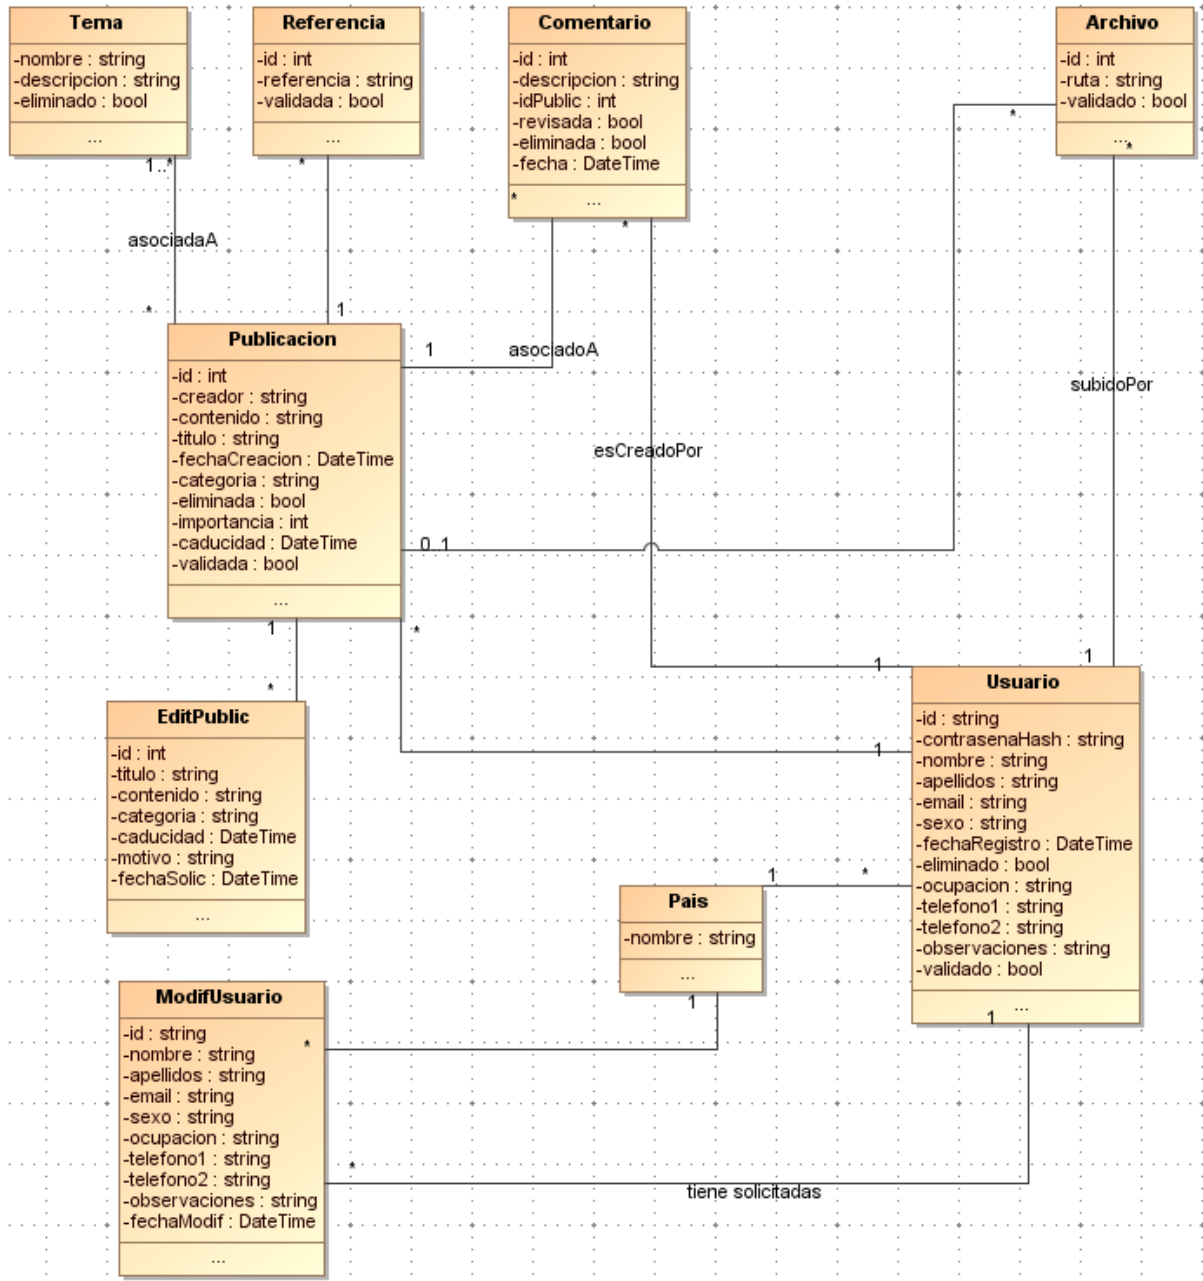 Tema
-nombre : string
-descripcion : string
-eliminado : bool
...
Referencia
-id : int
-referencia : string
-validada : bool
...
Comentario
-id : int
-descripcion : string
-idPublic : int
-revisada : bool
-eliminada : bool
-fecha : DateTime
...
*
Archivo
-id : int
-ruta : string
-validado : bool
...
*
*
1..*
*
*
asociadaA
*
1
1
asociadoA
subidoPor
esCreadoPor
Publicacion
-id : int
-creador : string
-contenido : string
-titulo : string
-fechaCreacion : DateTime
-categoria : string
-eliminada : bool
-importancia : int
-caducidad : DateTime
-validada : bool
...
0..1
1
*
*
1
1
1
EditPublic
-id : int
-titulo : string
-contenido : string
-categoria : string
-caducidad : DateTime
-motivo : string
-fechaSolic : DateTime
...
Usuario
-id : string
-contrasenaHash : string
-nombre : string
-apellidos : string
-email : string
-sexo : string
-fechaRegistro : DateTime
-eliminado : bool
-ocupacion : string
-telefono1 : string
-telefono2 : string
-observaciones : string
-validado : bool
...
1
1
*
Pais
-nombre : string
...
1
ModifUsuario
-id : string
-nombre : string
-apellidos : string
-email : string
-sexo : string
-ocupacion : string
-telefono1 : string
-telefono2 : string
-observaciones : string
-fechaModif : DateTime
...
*
*
tiene solicitadas